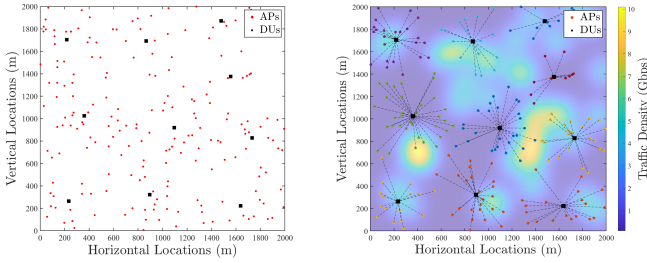 APs
DUs
2000
1800
1600
1400
1200
1000
800
600
400
200
0
Vertical Locations (m)
0 200 400 600 800 1000 1200 1400 1600 1800 2000
Horizontal Locations (m)
APs
DUs
2000
1800
1600
1400
1200
1000
800
600
400
200
0
Vertical Locations (m)
0 200 400 600 800 1000 1200 1400 1600 1800 2000
Horizontal Locations (m)
10
9
8
7
6
5
4
3
2
1
Traffic Density (Gbps)